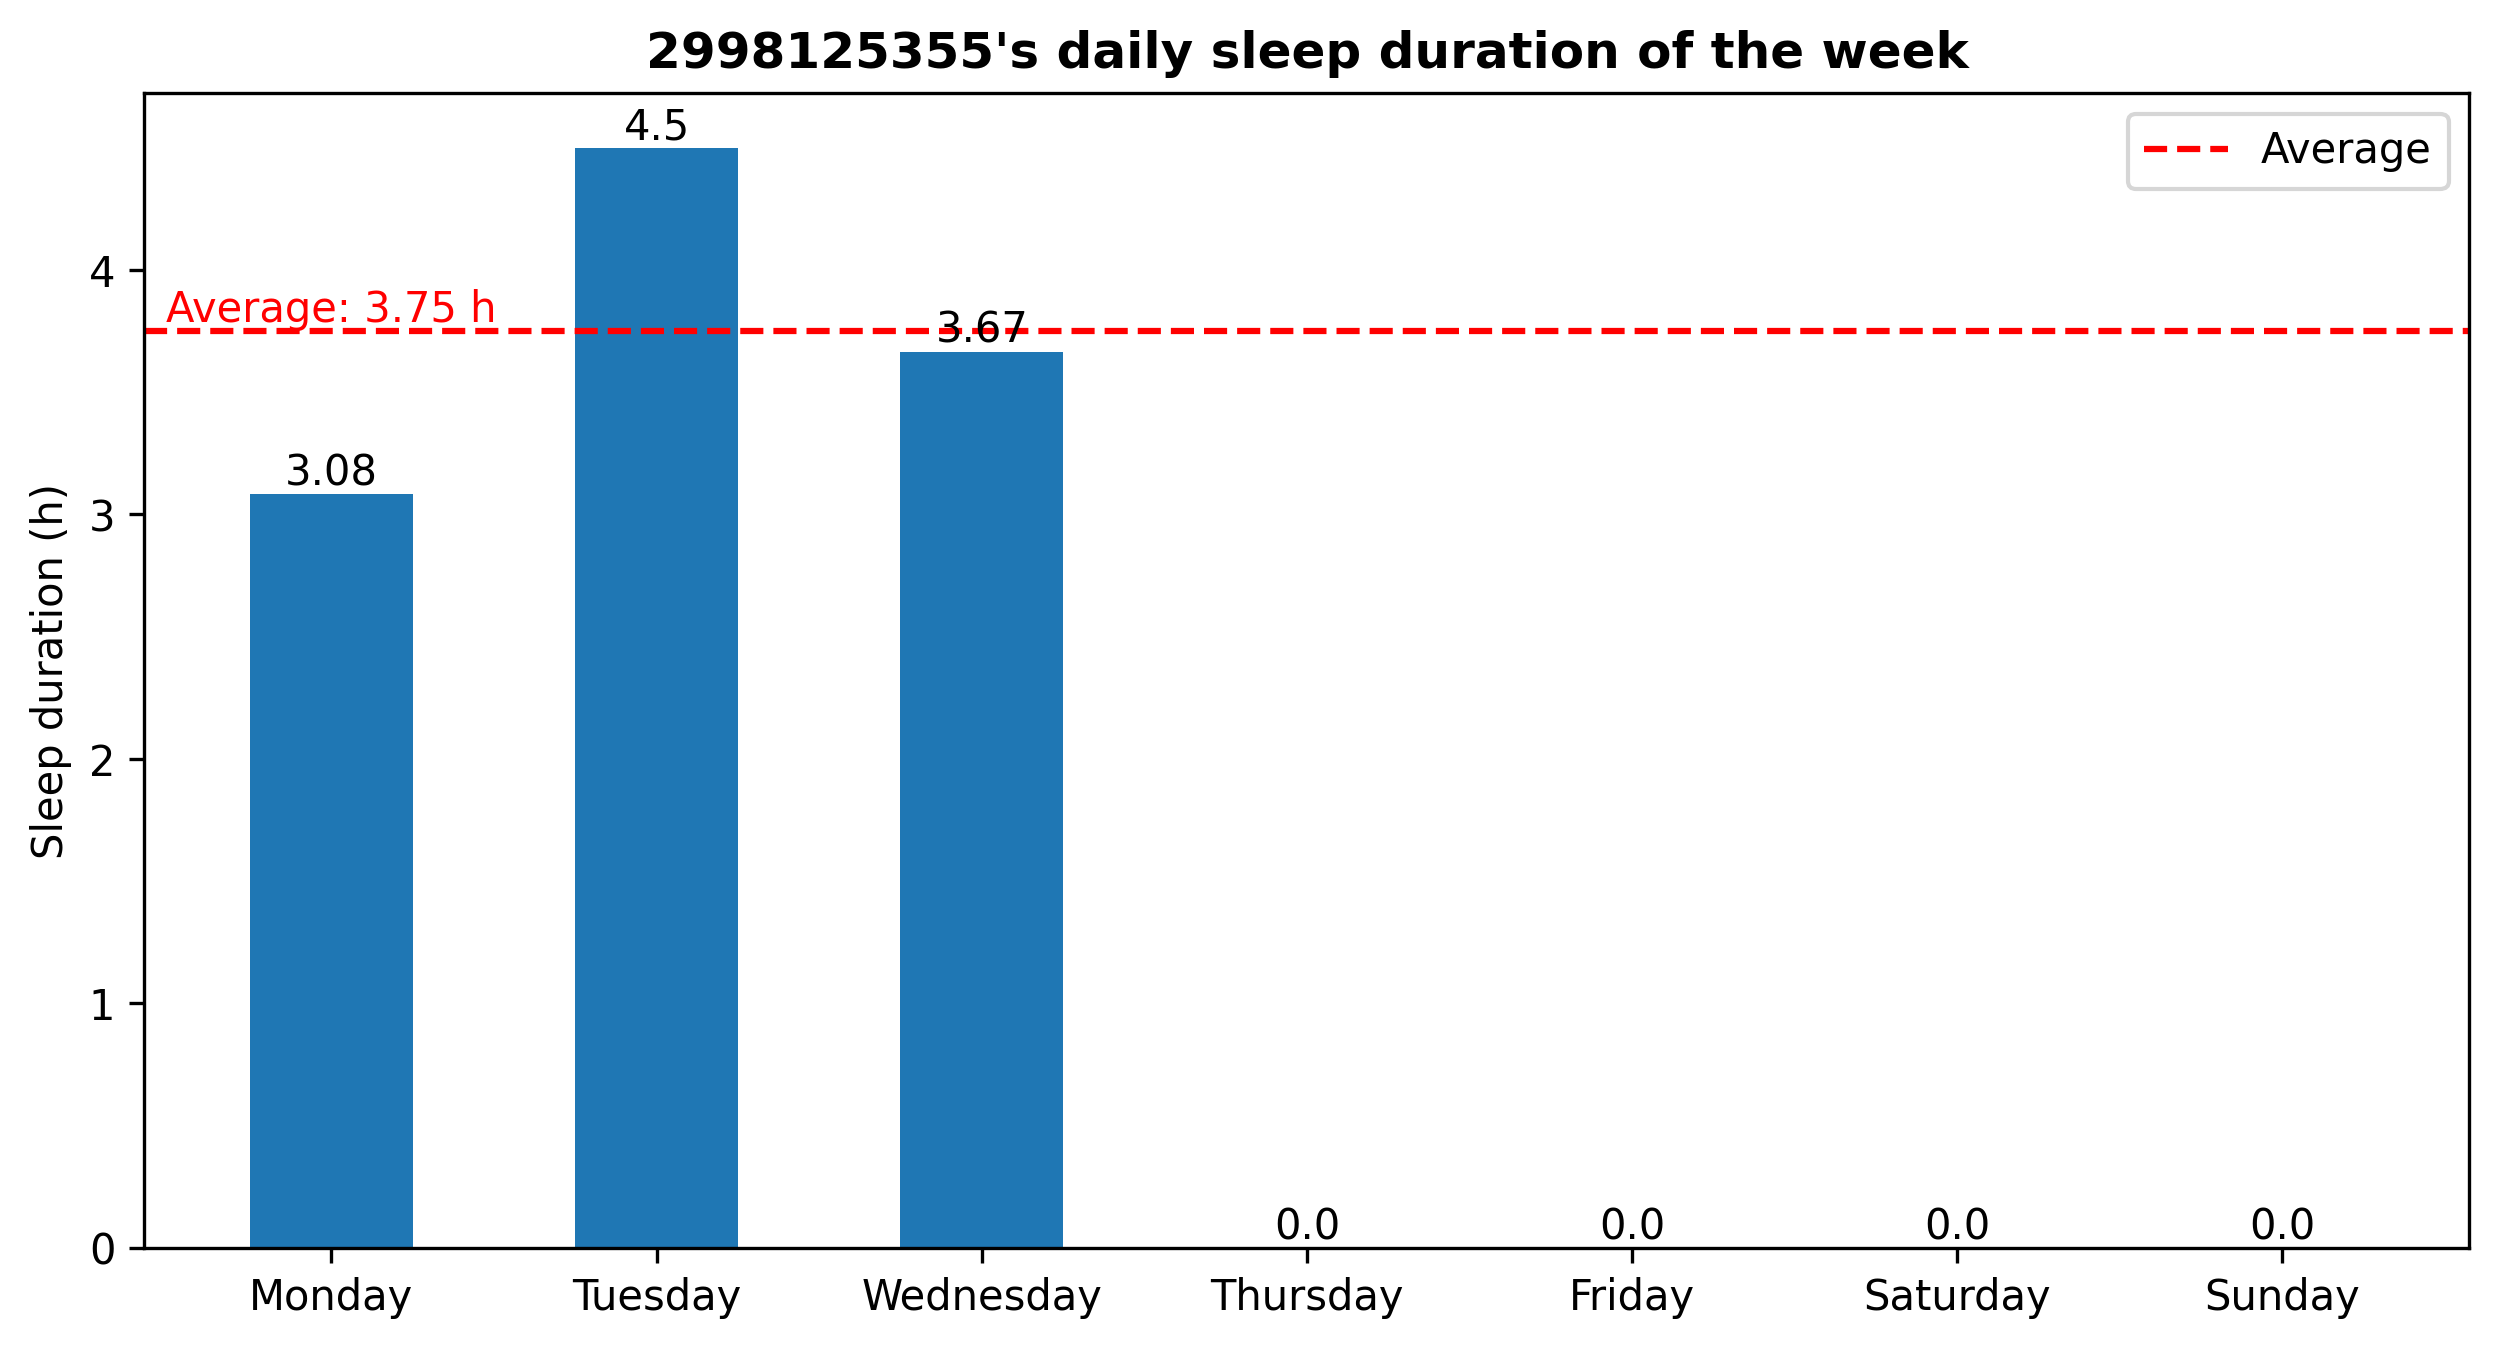 2998125355's daily sleep duration of the week
Average
4.5
Average: 3.75 h
3.67
3.08
0.0 0.0 0.0 0.0
Sleep duration (h)
4
3
2
1
0
Monday Tuesday Wednesday Thursday Friday Saturday Sunday